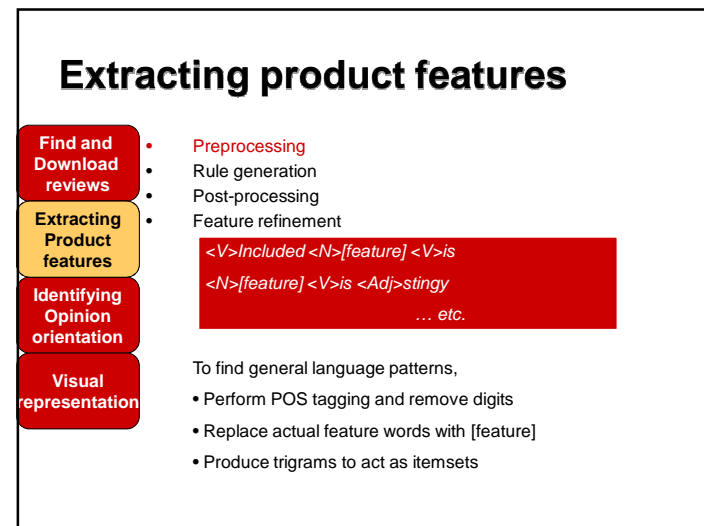 Extracting product features
Find and
Download
reviews
Extracting
Product
features
Identifying
Opinion
orientation
Visual
representation
• Preprocessing
• Rule generation
• Post-processing
• Feature refinement
<V>Included <N>[feature] <V>is
<N>[feature] <V>is <Adj>stingy
… etc.
To find general language patterns,
• Perform POS tagging and remove digits
• Replace actual feature words with [feature]
• Produce trigrams to act as itemsets